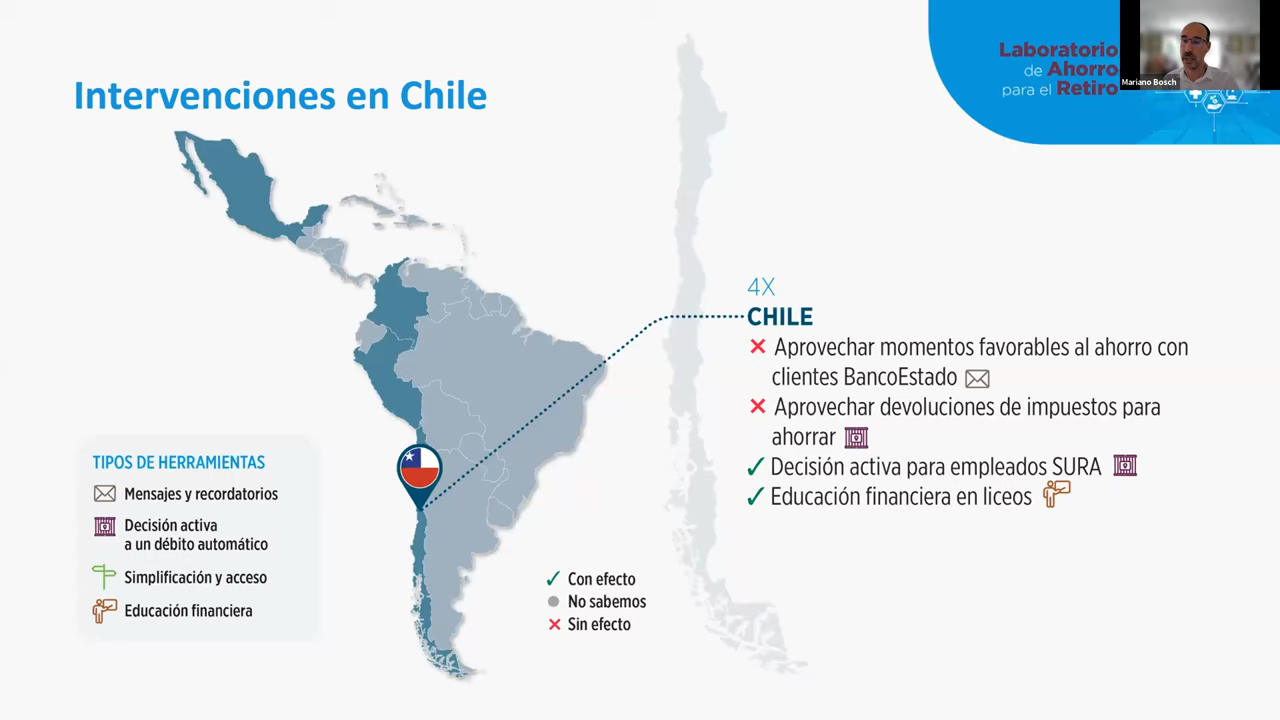 Laboratorio
de Ahorro
para el Retiro
Mariano Bosch
Intervenciones en Chile
4X
CHILE
✕ Aprovechar momentos favorables al ahorro con
clientes BancoEstado
✕ Aprovechar devoluciones de impuestos para
ahorrar
✓ Decisión activa para empleados SURA
✓ Educación financiera en liceos
TIPOS DE HERRAMIENTAS
Mensajes y recordatorios
Decisión activa
a un débito automático
Simplificación y acceso
Educación financiera
✓ Con efecto
No sabemos
✕ Sin efecto